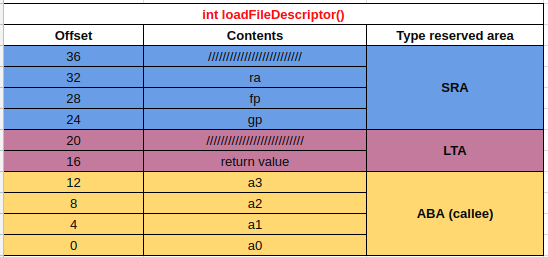 int loadFileDescriptor()
Offset Contents Type reserved area
36 //////////////////////////
32 ra
28 fp
24 gp
SRA
20 ///////////////////////////
16 return value
LTA
12 a3
8 a2
4 a1
0 a0
ABA (callee)